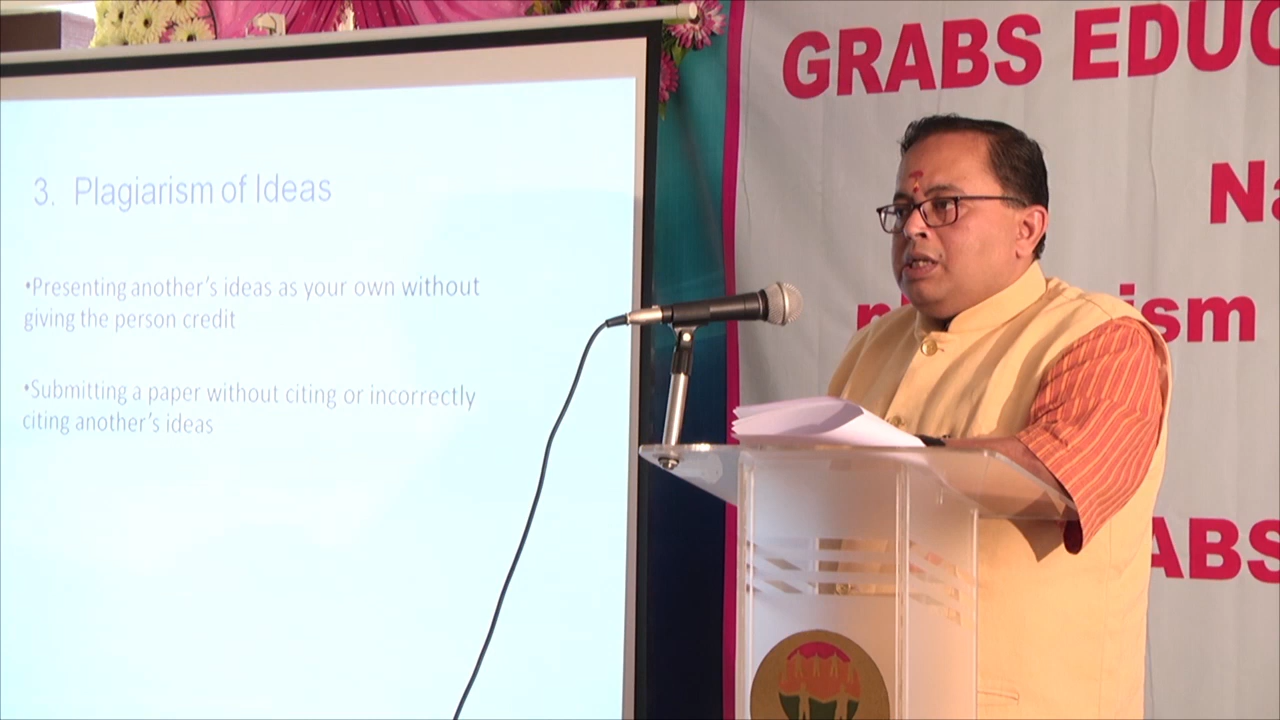 3. Plagiarism of Ideas
•Presenting another's ideas as your own without
giving the person credit
•Submitting a paper without citing or incorrectly
citing another's ideas
GRABS EDUC
Na
ism
ABS